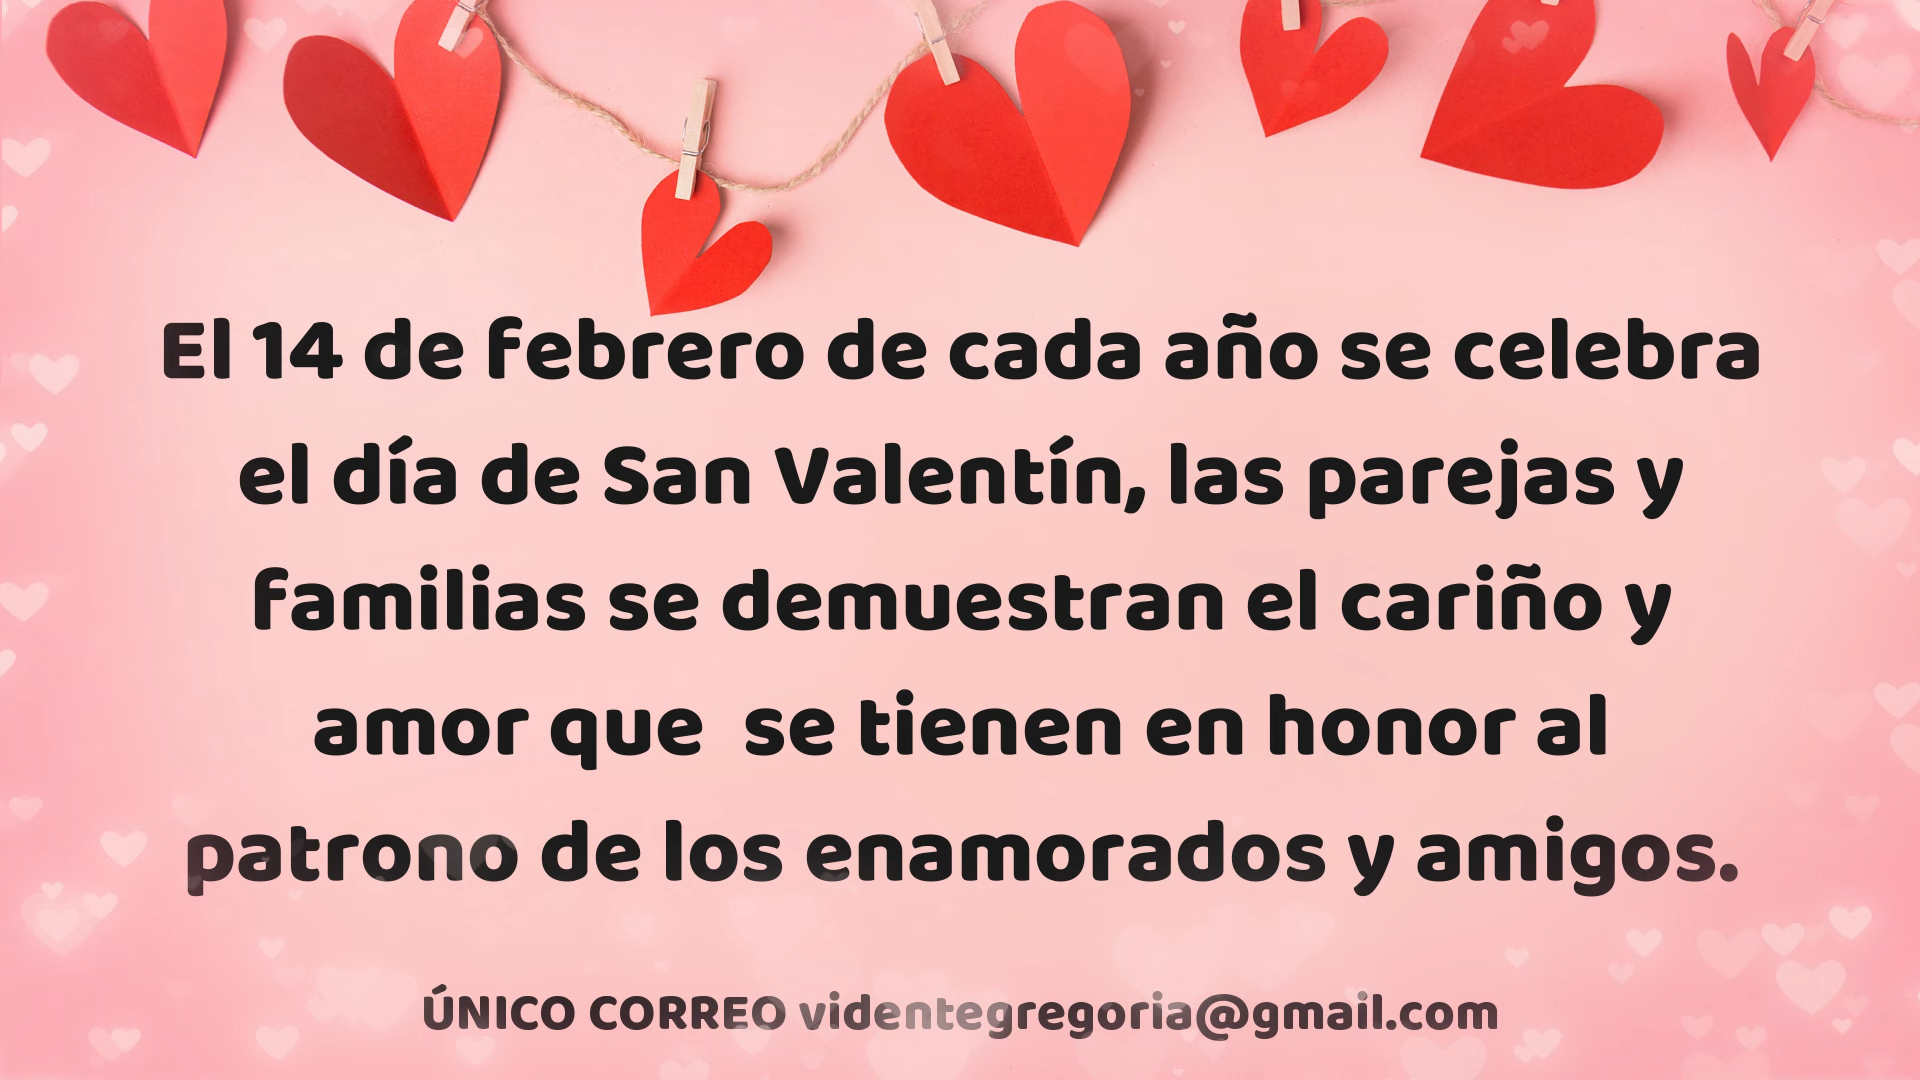 El 14 de febrero de cada año se celebra
el día de San Valentín, las parejas y
familias se demuestran el cariño y
amor que  se tienen en honor al
patrono de los enamorados y amigos.
ÚNICO CORREO videntegregoria@gmail.com